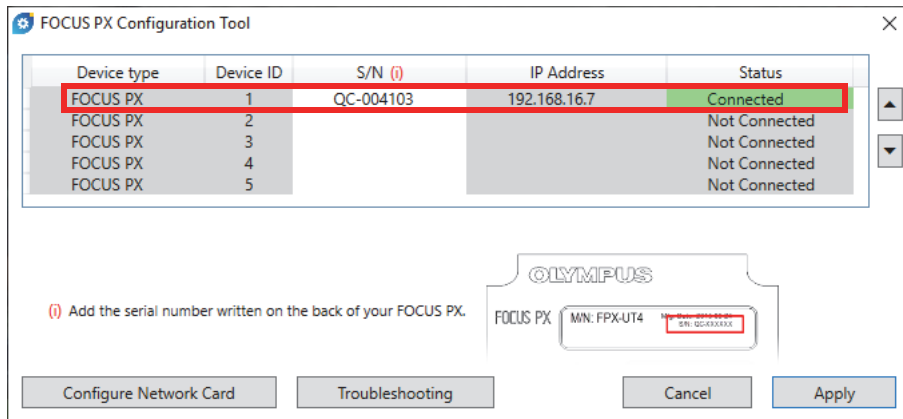 FOCUS PX Configuration Tool
Device type Device ID S/N (i) IP Address Status
FOCUS PX 1 QC-004103 192.168.16.7 Connected
FOCUS PX 2 Not Connected
FOCUS PX 3 Not Connected
FOCUS PX 4 Not Connected
FOCUS PX 5 Not Connected
OLYMPUS
(i) Add the serial number written on the back of your FOCUS PX.
FOCUS PX M/N: FPX-UT4
S/N: QC-XXXXXX
Configure Network Card Troubleshooting Cancel Apply